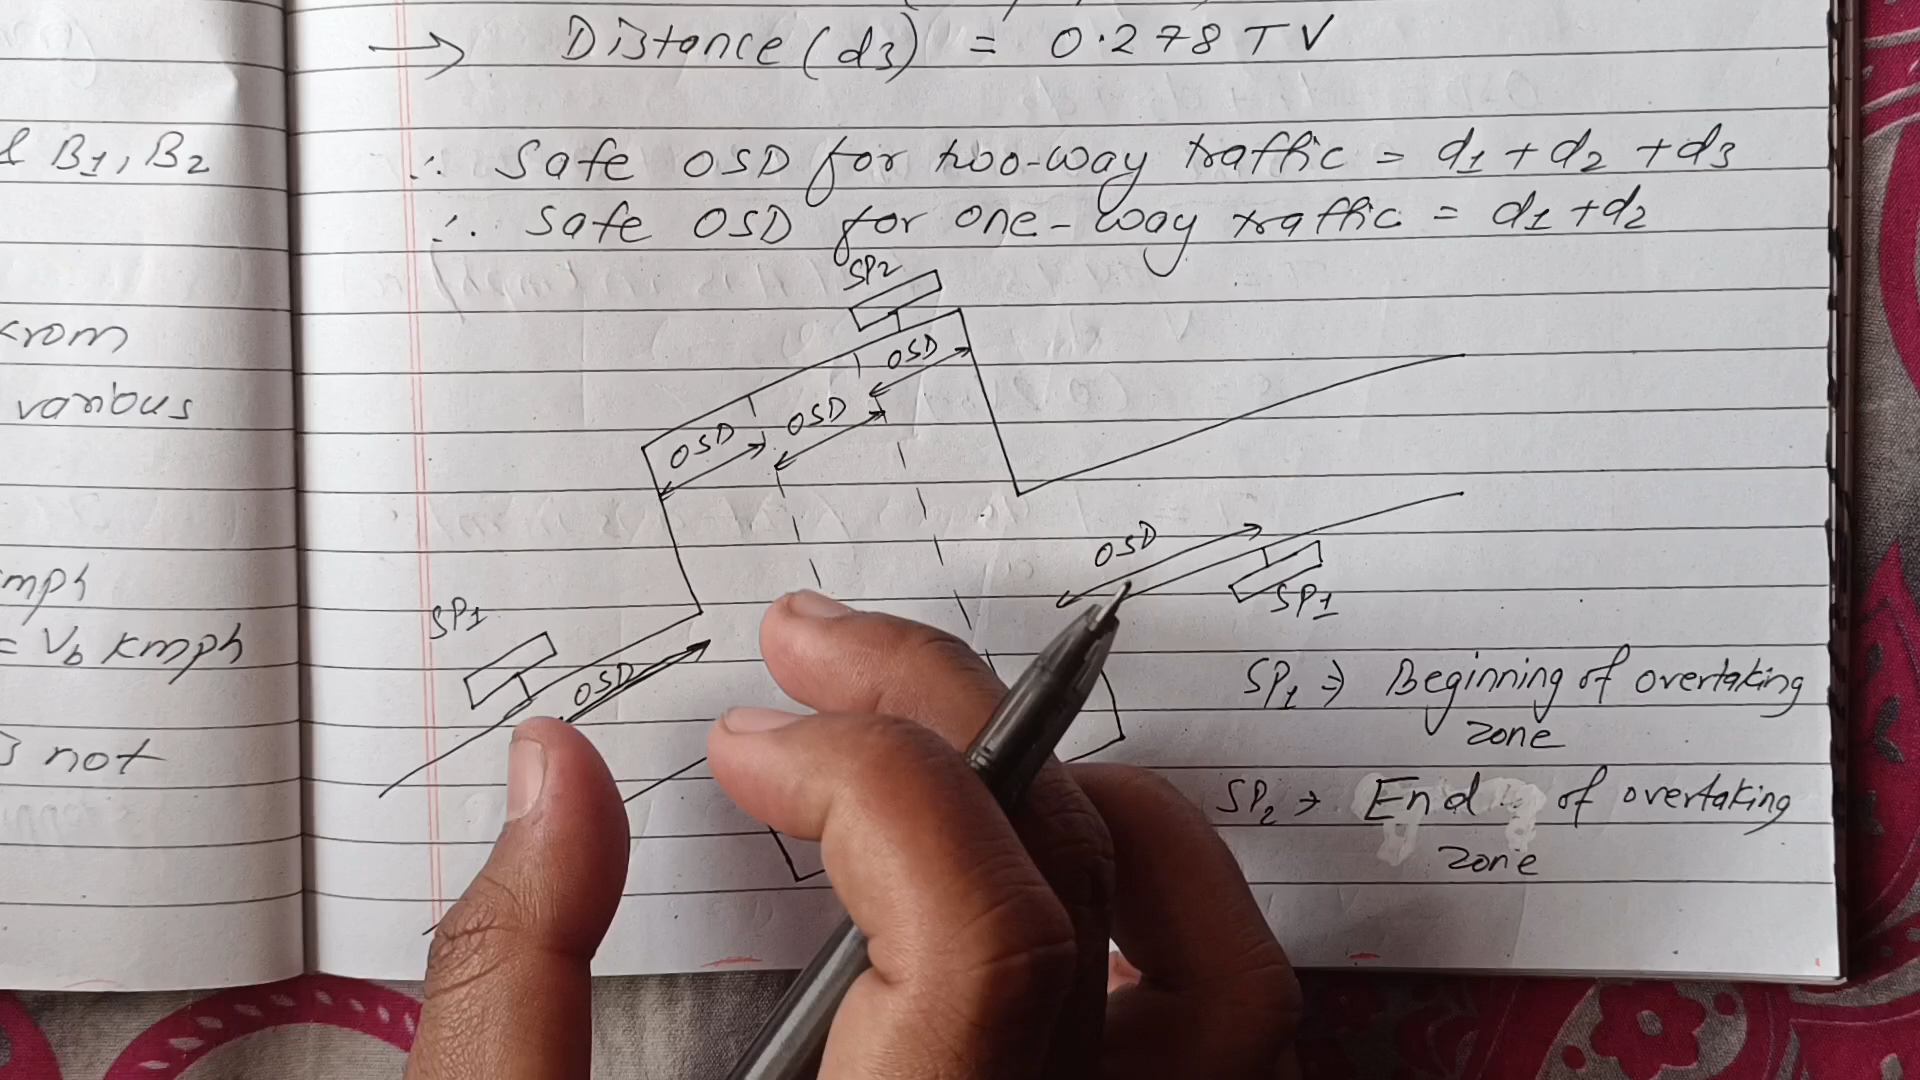 → Distance (d3) = 0.278 TV
& B1, B2
∴ Safe OSD for two-way traffic = d1 + d2 + d3
∴ Safe OSD for one-way traffic = d1 + d2
SP2
OSD
OSD
OSD
various
OSD
SP1
SP1
OSD
mph
= Vb Kmph
SP1 ⇒ Beginning of overtaking
zone
not
SP2 → End of overtaking
zone